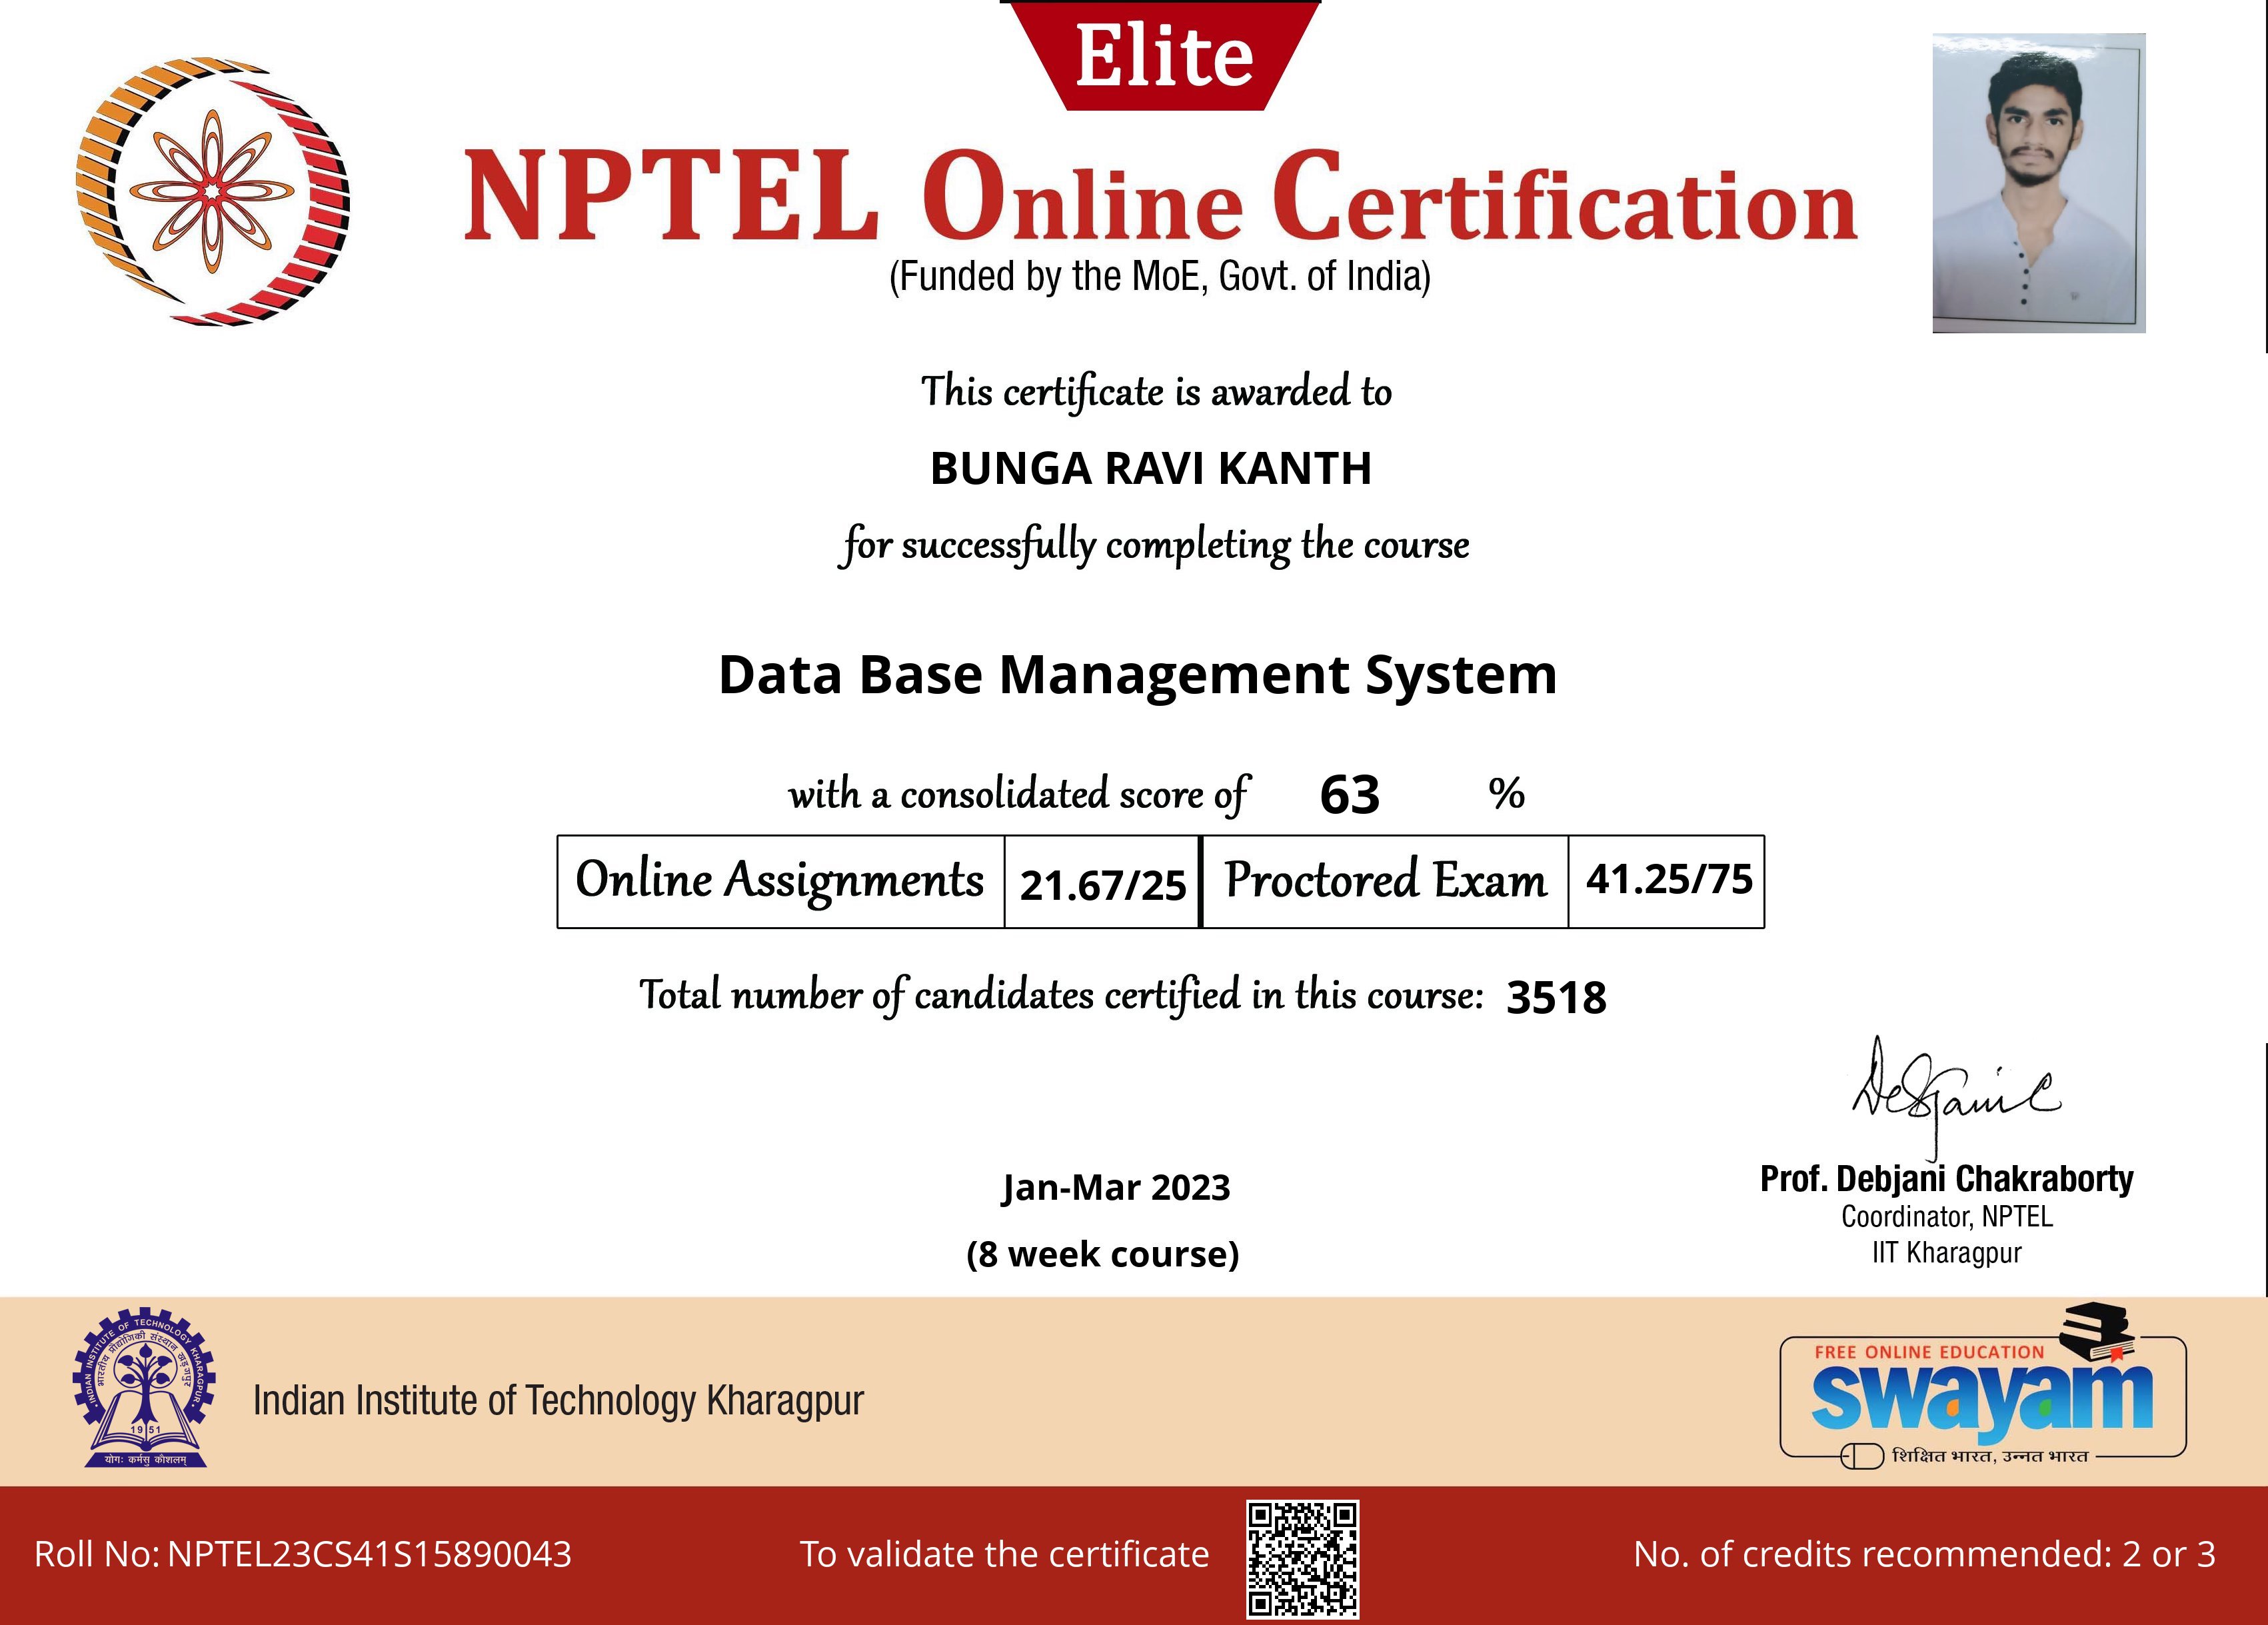 Elite
NPTEL Online Certification
(Funded by the MoE, Govt. of India)
This certificate is awarded to
BUNGA RAVI KANTH
for successfully completing the course
Data Base Management System
with a consolidated score of 63 %
Online Assignments 21.67/25 Proctored Exam 41.25/75
Total number of candidates certified in this course: 3518
Jan-Mar 2023
(8 week course)
Prof. Debjani Chakraborty
Coordinator, NPTEL
IIT Kharagpur
INDIAN INSTITUTE OF TECHNOLOGY KHARAGPUR
भारतीय प्रौद्योगिकी संस्थान खड़गपुर
1951
योगः कर्मसु कौशलम्
Indian Institute of Technology Kharagpur
FREE ONLINE EDUCATION
swayam
शिक्षित भारत, उन्नत भारत
Roll No: NPTEL23CS41S15890043
To validate the certificate
No. of credits recommended: 2 or 3